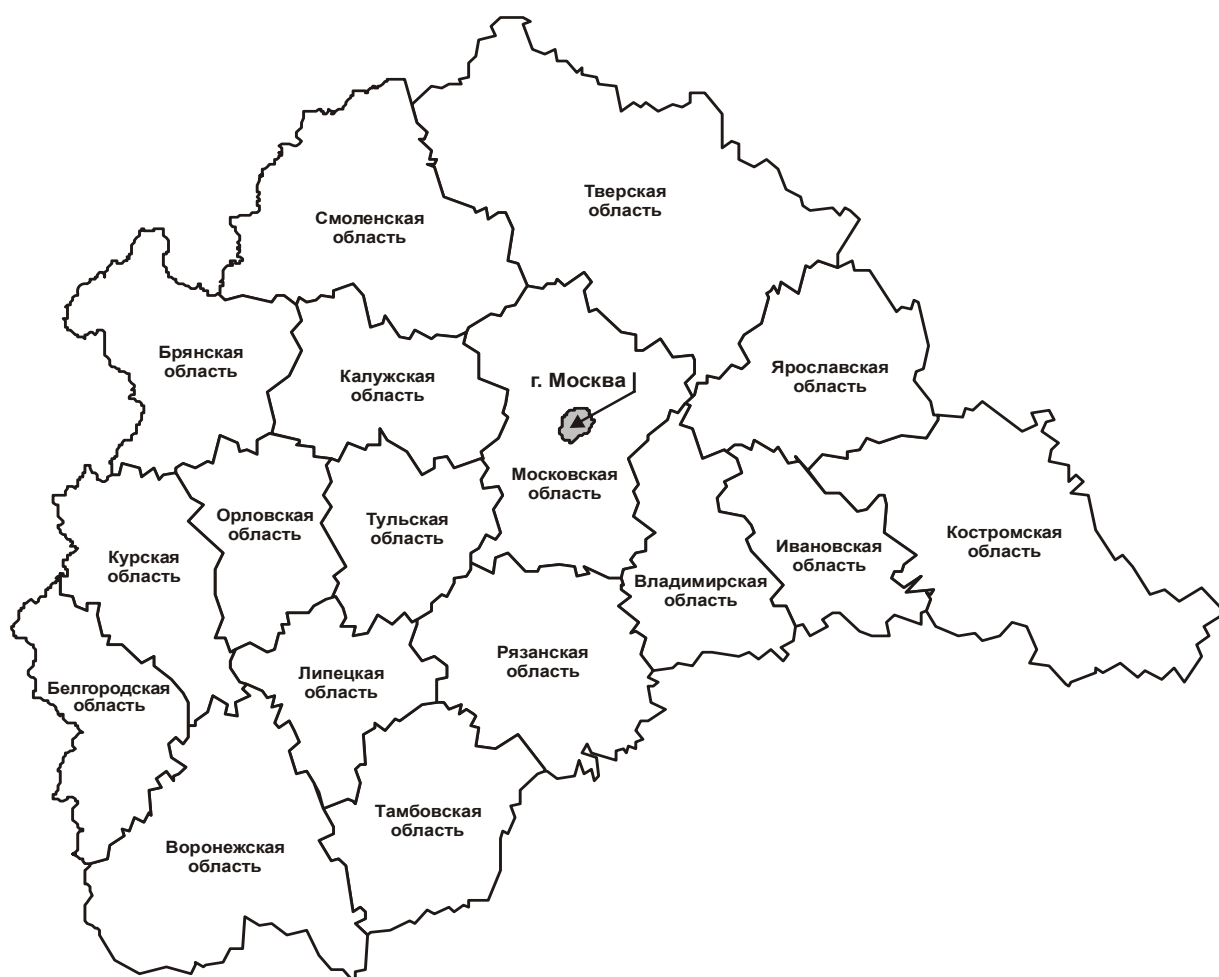 Тверская
область
Смоленская
область
Брянская
область
Калужская
область
г. Москва
Ярославская
область
Московская
область
Орловская
область
Тульская
область
Курская
область
Владимирская
область
Ивановская
область
Костромская
область
Белгородская
область
Липецкая
область
Рязанская
область
Тамбовская
область
Воронежская
область